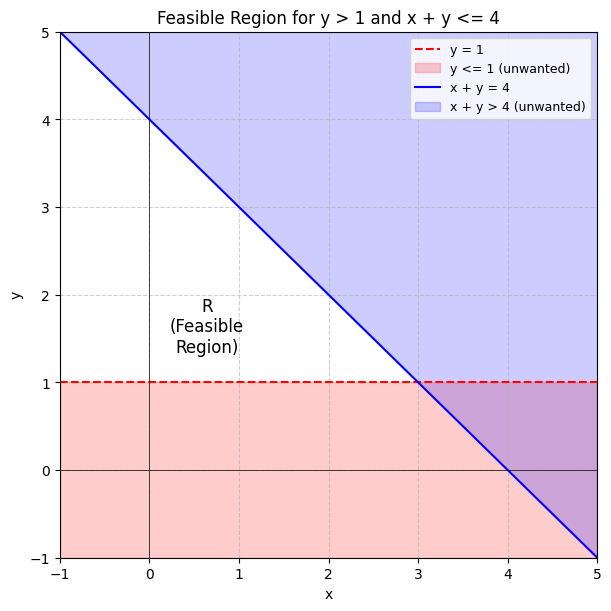 Feasible Region for y > 1 and x + y <= 4
y = 1
y <= 1 (unwanted)
x + y = 4
x + y > 4 (unwanted)
5
4
3
2
1
0
−1
y
R
(Feasible
Region)
−1 0 1 2 3 4 5
x